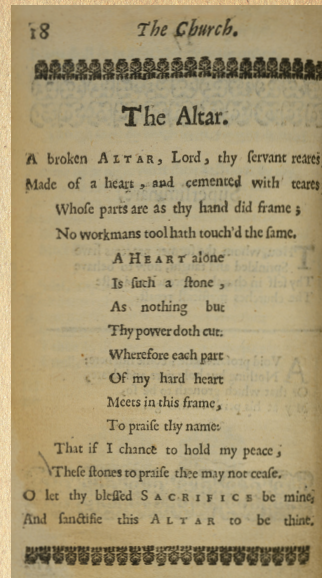 18 The Church.
The Altar.
A broken ALTAR, Lord, thy ſervant reares
Made of a heart, and cemented with teares
Whoſe parts are as thy hand did frame;
No workmans tool hath touch'd the ſame.
A HEART alone
Is ſuch a ſtone,
As nothing but
Thy power doth cut.
Wherefore each part
Of my hard heart
Meets in this frame,
To praiſe thy name:
That if I chance to hold my peace,
Theſe ſtones to praiſe thee may not ceaſe.
O let thy bleſſed SACRIFICE be mine,
And ſanctifie this ALTAR to be thine.